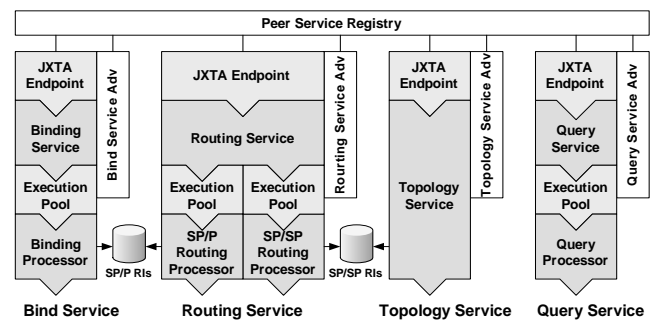 Peer Service Registry
JXTA
Endpoint
Bind Service Adv
Binding
Service
Execution
Pool
Binding
Processor
SP/P RIs
Bind Service
JXTA Endpoint
Rourting Service Adv
Routing Service
Execution
Pool
Execution
Pool
SP/P
Routing
Processor
SP/SP
Routing
Processor
SP/SP RIs
Routing Service
JXTA
Endpoint
Topology Service Adv
Topology
Service
Topology Service
JXTA
Endpoint
Query Service Adv
Query
Service
Execution
Pool
Query
Processor
Query Service